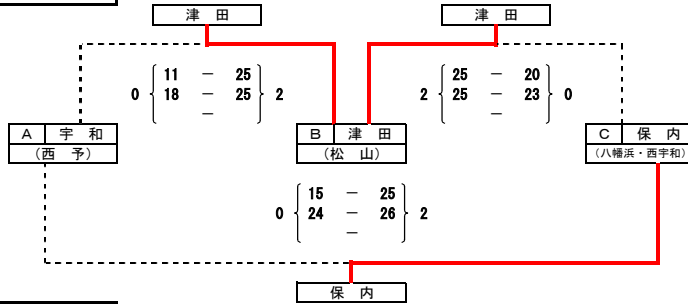 津 田
津 田
11 － 25
0 18 － 25 2
－
25 － 20
2 25 － 23 0
－
A 宇 和
(西 予)
B 津 田
(松 山)
C 保 内
(八幡浜・西宇和)
15 － 25
0 24 － 26 2
－
保 内